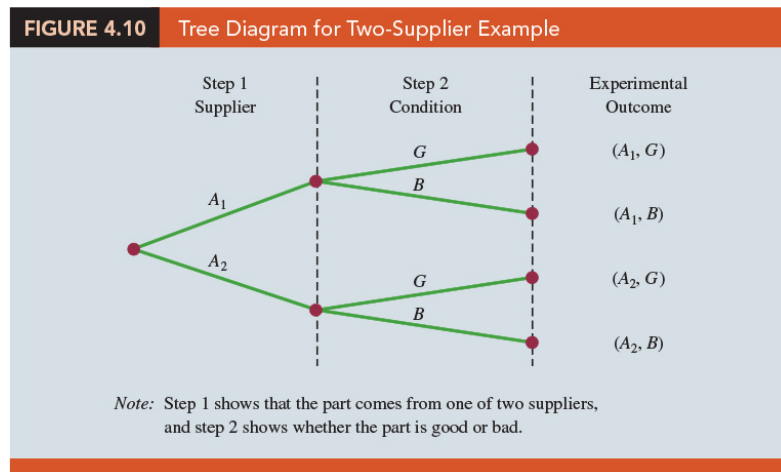 FIGURE 4.10 Tree Diagram for Two-Supplier Example
Step 1 Step 2 Experimental
Supplier Condition Outcome
G (A₁, G)
B
A₁ (A₁, B)
A₂
G (A₂, G)
B
(A₂, B)
Note: Step 1 shows that the part comes from one of two suppliers,
and step 2 shows whether the part is good or bad.